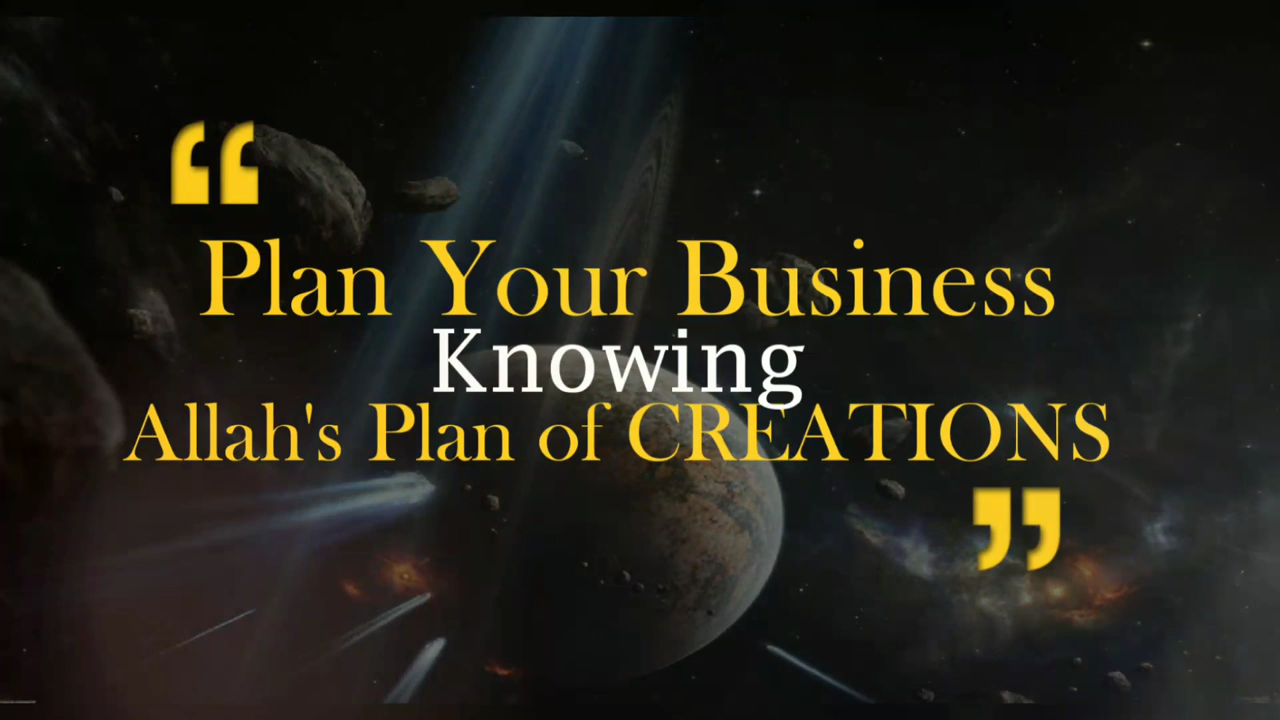 “
Plan Your Business
Knowing
Allah's Plan of CREATIONS
”